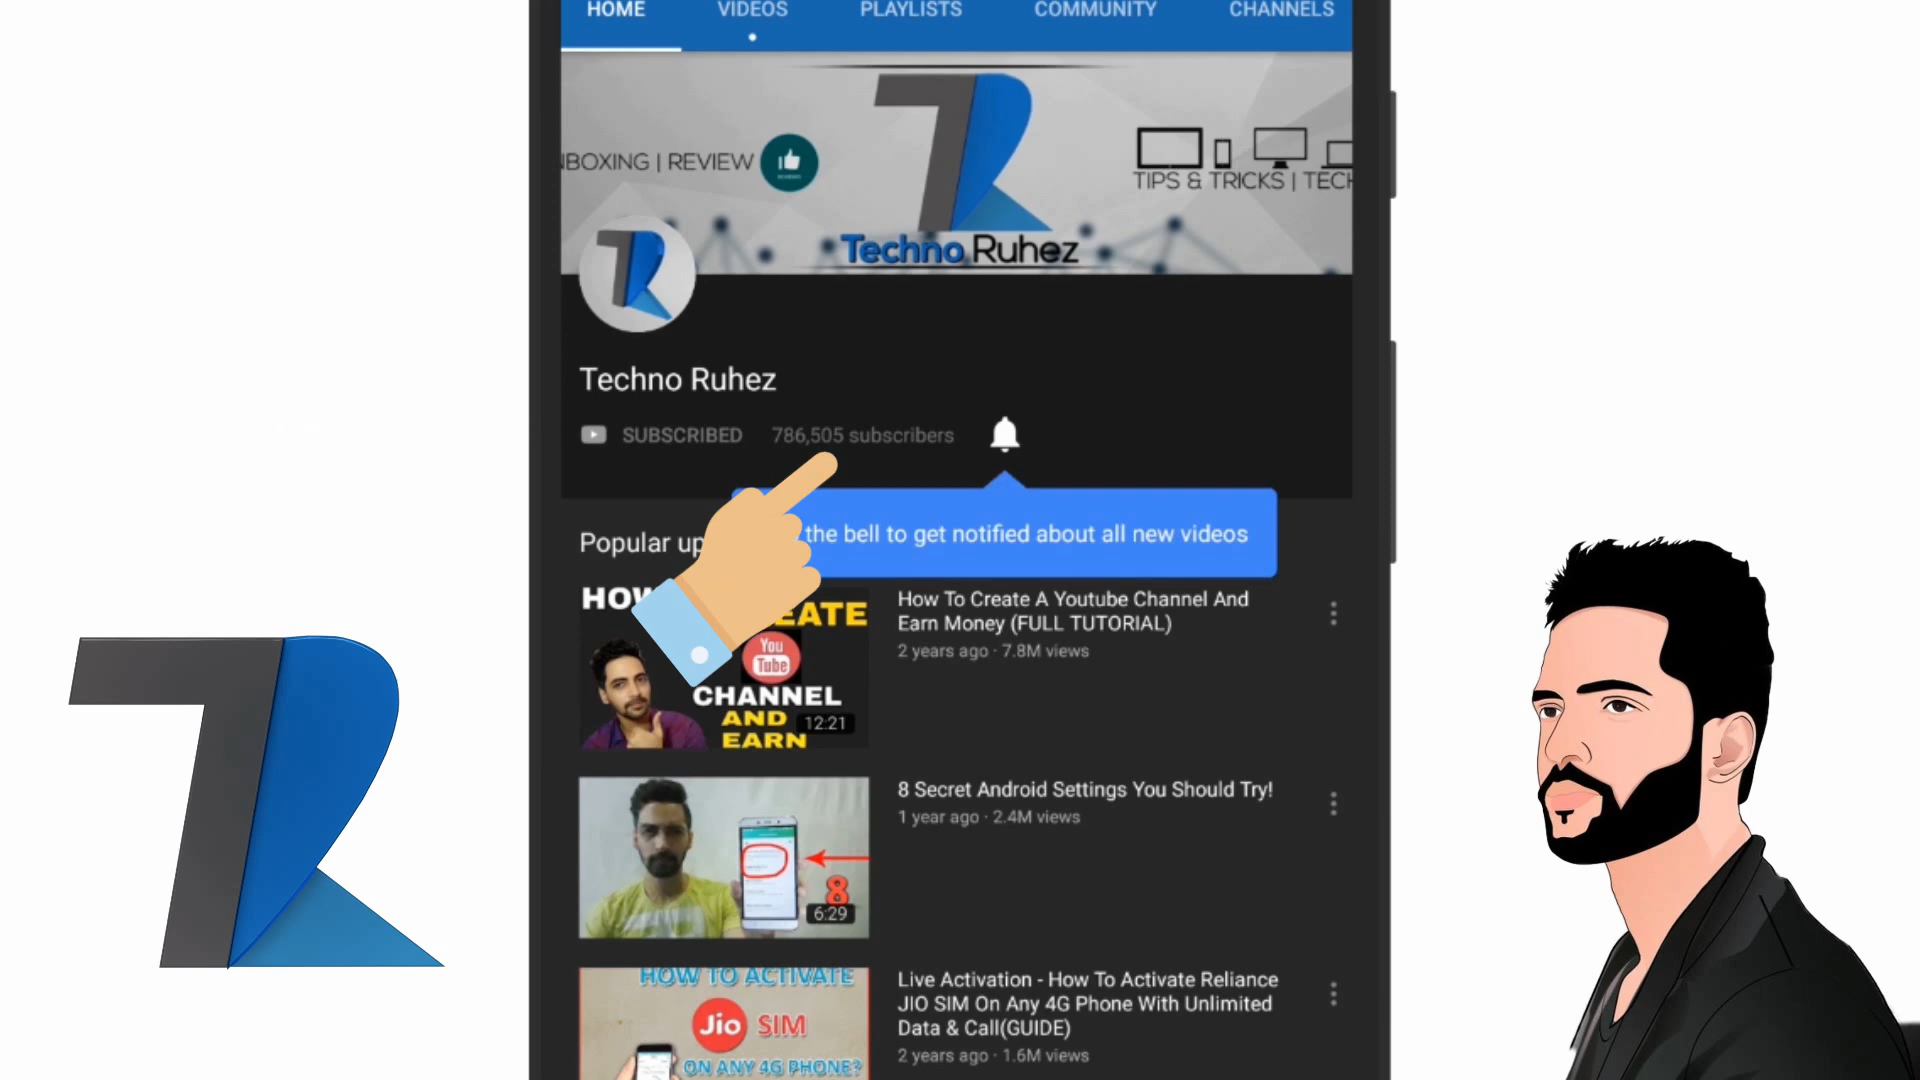 HOME VIDEOS PLAYLISTS COMMUNITY CHANNELS
NBOXING | REVIEW
TIPS & TRICKS | TECH
Techno Ruhez
Techno Ruhez
SUBSCRIBED 786,505 subscribers
the bell to get notified about all new videos
Popular up
HOW
EATE
You
Tube
CHANNEL
AND
EARN
12:21
How To Create A Youtube Channel And
Earn Money (FULL TUTORIAL)
2 years ago · 7.8M views
8
6:29
8 Secret Android Settings You Should Try!
1 year ago · 2.4M views
HOW TO ACTIVATE
Jio SIM
ON ANY 4G PHONE?
Live Activation - How To Activate Reliance
JIO SIM On Any 4G Phone With Unlimited
Data & Call(GUIDE)
2 years ago · 1.6M views